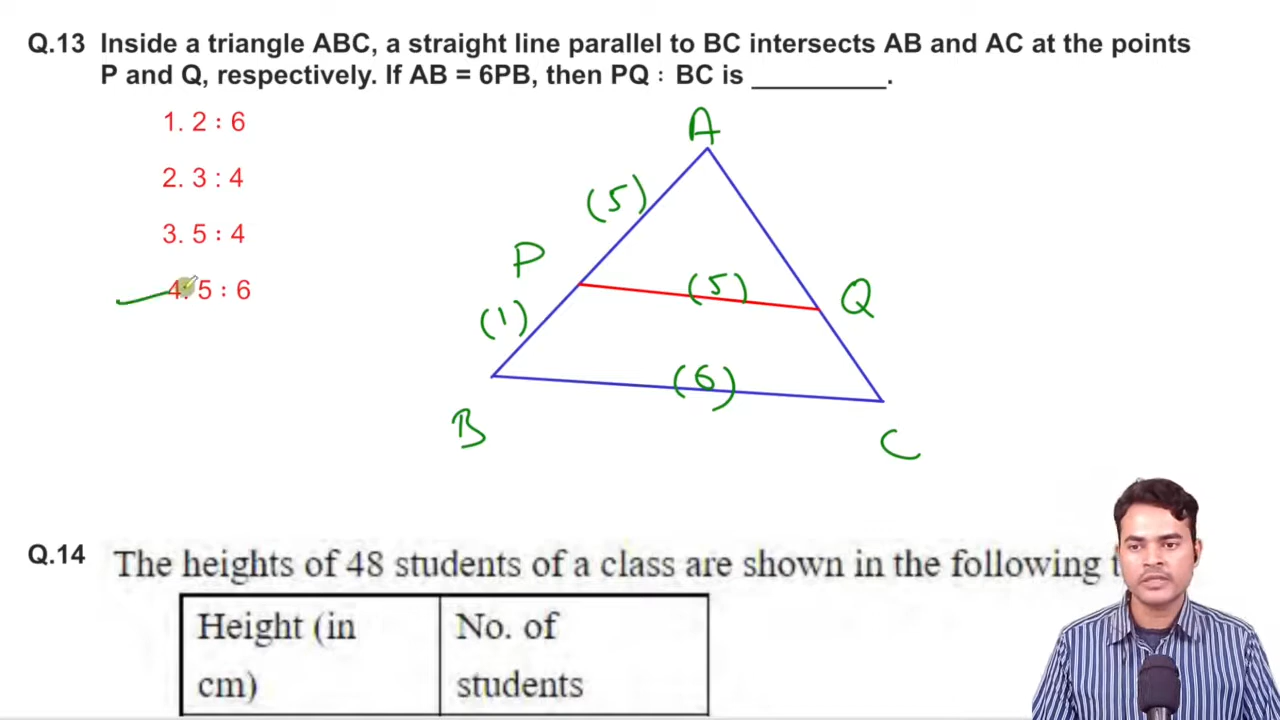 Q.13 Inside a triangle ABC, a straight line parallel to BC intersects AB and AC at the points
P and Q, respectively. If AB = 6PB, then PQ : BC is __________.
1. 2 : 6
2. 3 : 4
3. 5 : 4
4. 5 : 6
A
(5)
P
(5)
Q
(1)
(6)
B
C
Q.14 The heights of 48 students of a class are shown in the following
Height (in
cm)
No. of
students